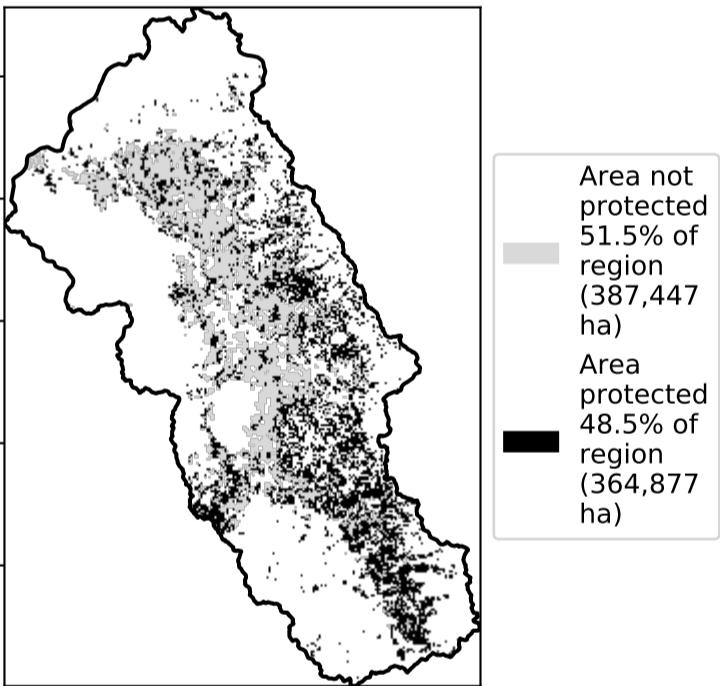 Area not
protected
51.5% of
region
(387,447
ha)
Area
protected
48.5% of
region
(364,877
ha)